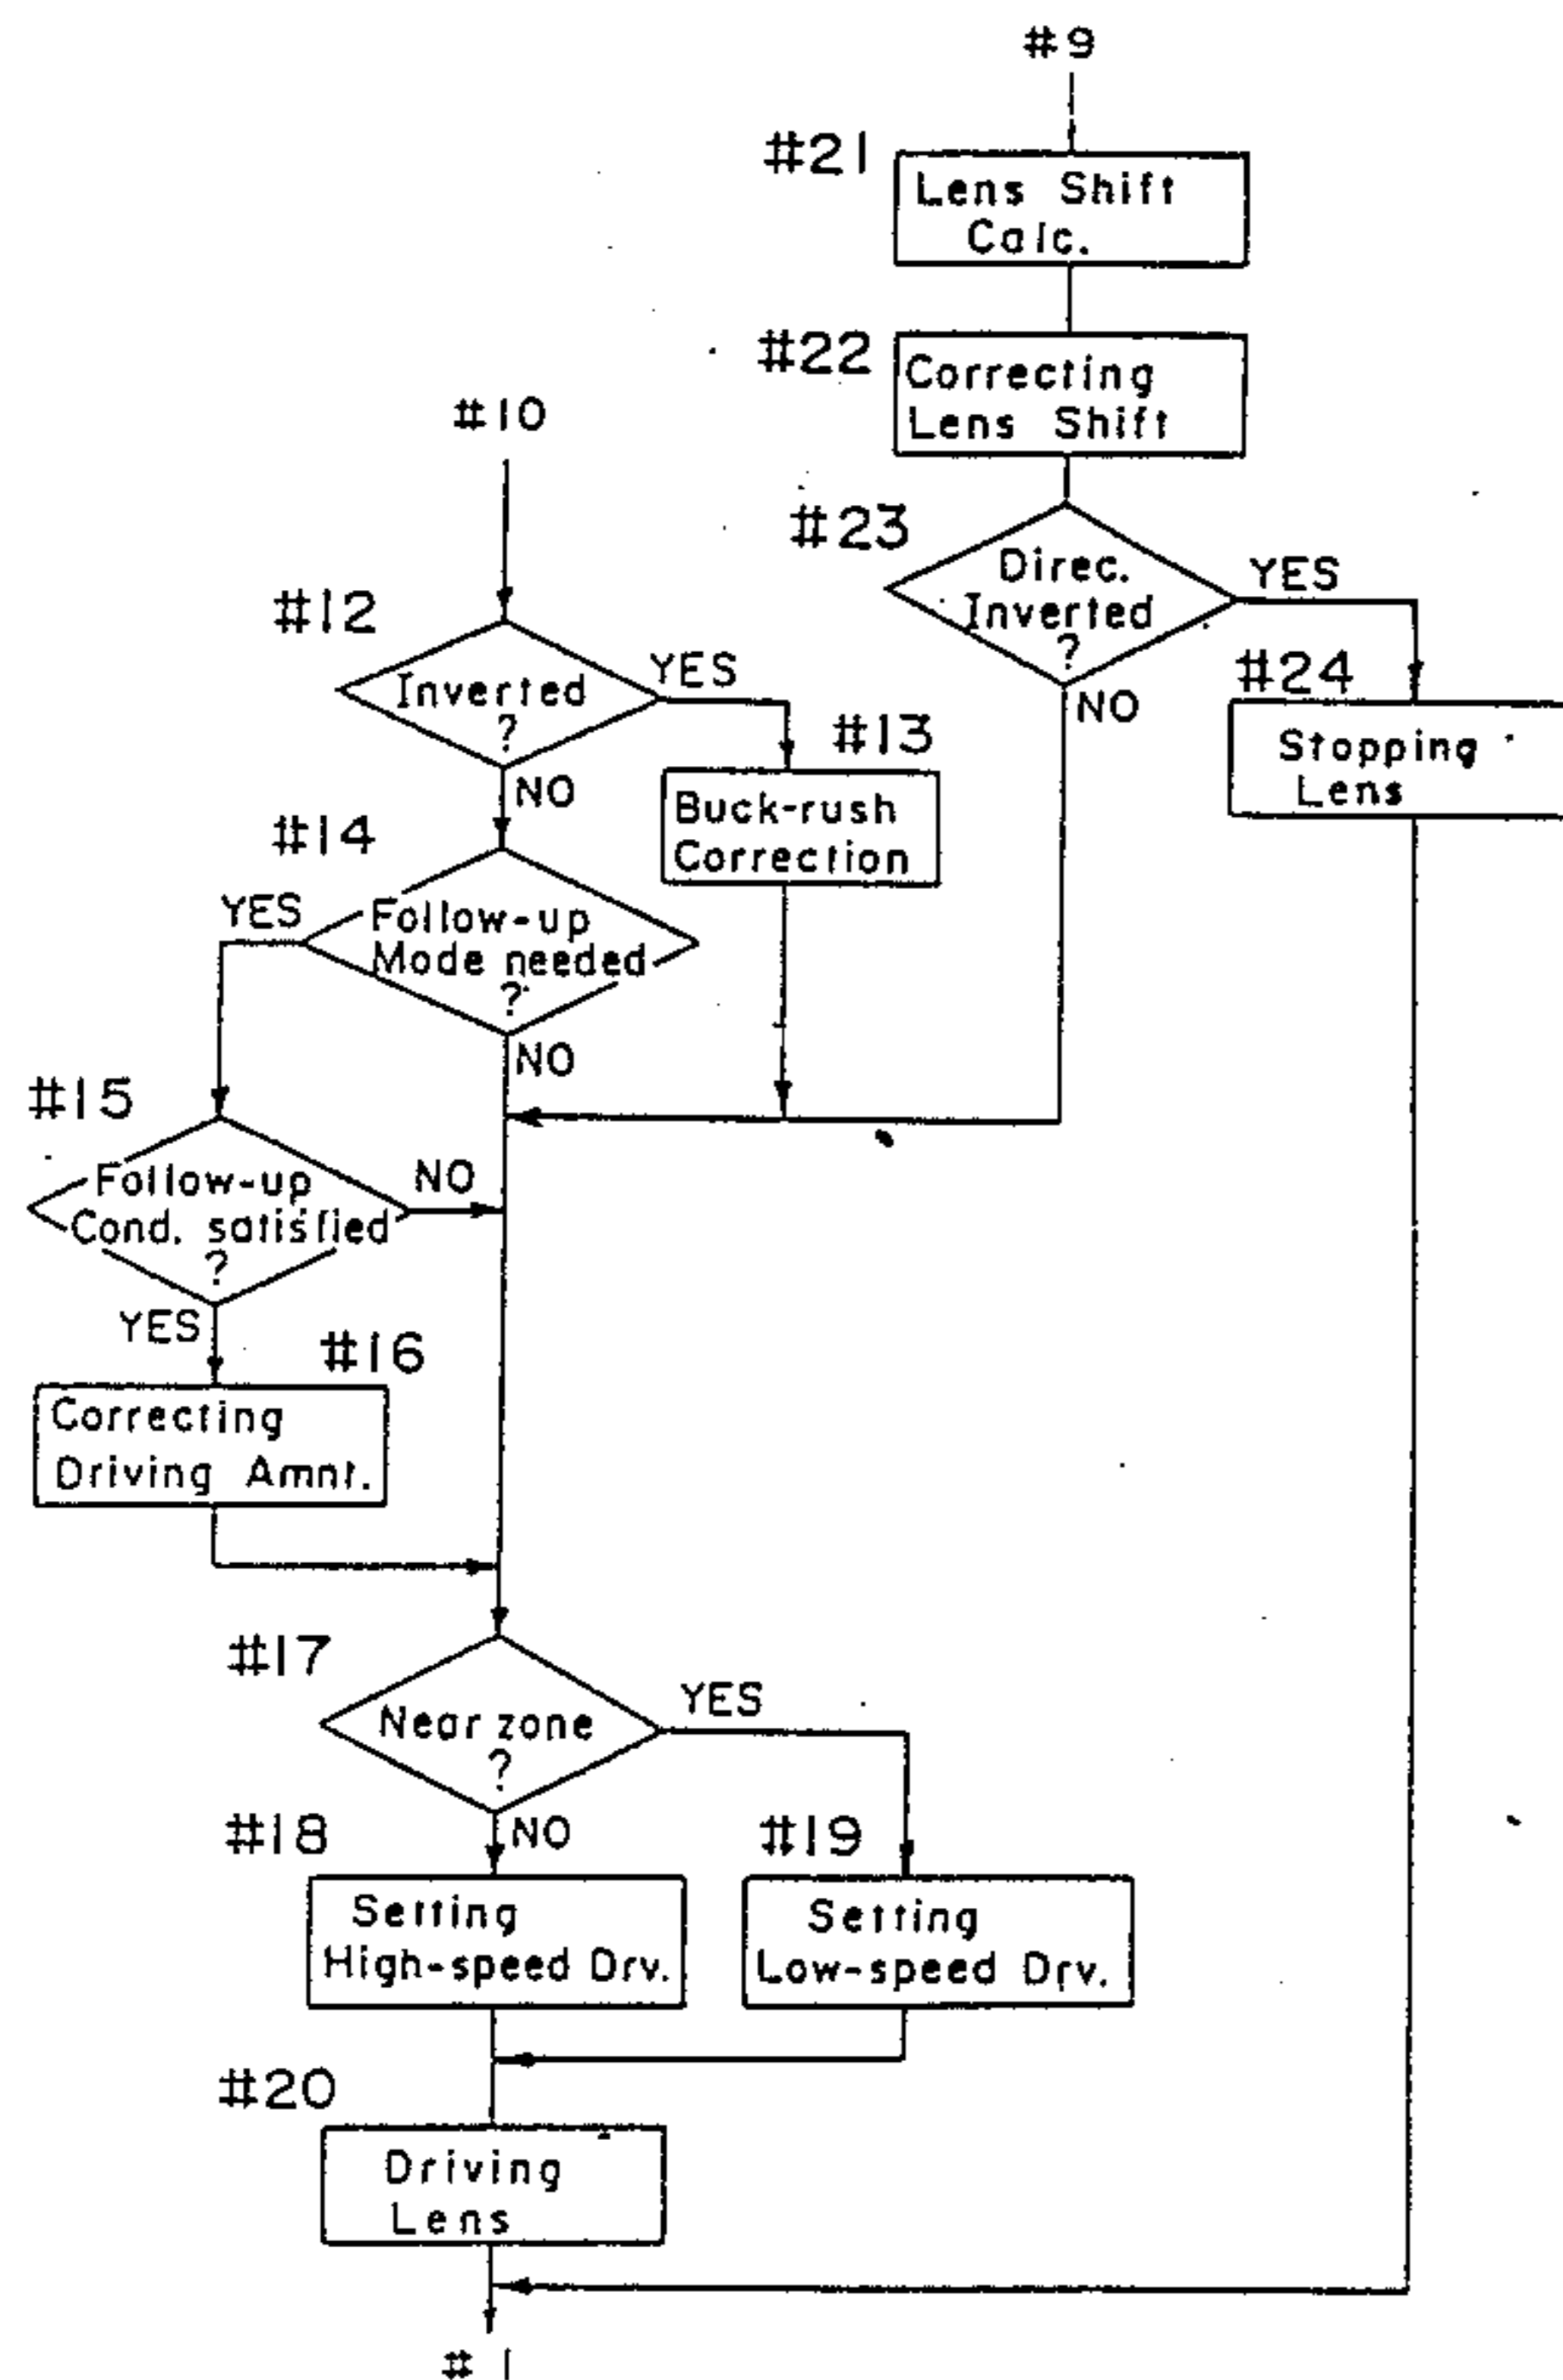 #9
#21
Lens Shift
Calc.
#22
Correcting
Lens Shift
#10
#23
Direc.
Inverted
?
YES
NO
#24
Stopping
Lens
#12
Inverted
?
YES
NO
#13
Buck-rush
Correction
#14
Follow-up
Mode needed
?
YES
NO
#15
Follow-up
Cond. satisfied
?
NO
YES
#16
Correcting
Driving Amnt.
#17
Near zone
?
YES
NO
#18
Setting
High-speed Drv.
#19
Setting
Low-speed Drv.
#20
Driving
Lens
# 1